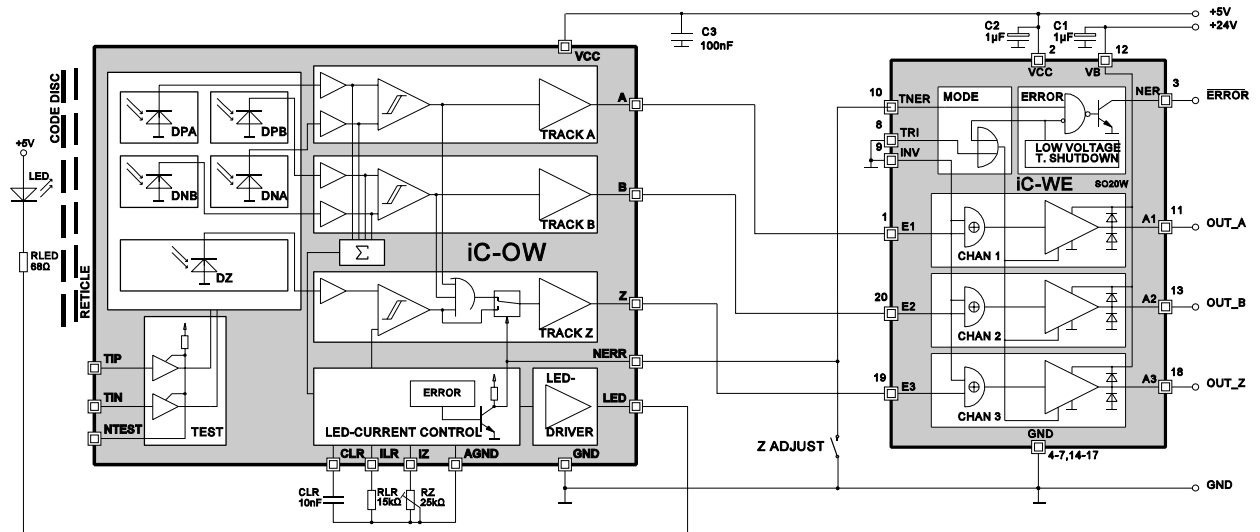 +5V
+24V
C3
100nF
C2
1µF
C1
1µF
2
12
VCC
VCC
VB
CODE DISC
RETICLE
+5V
LED
RLED
68Ω
DPA
DPB
DNB
DNA
DZ
A
TRACK A
B
TRACK B
Σ
iC-OW
Z
TRACK Z
NERR
TIP
TIN
NTEST
TEST
ERROR
LED-CURRENT CONTROL
LED-
DRIVER
LED
CLR
ILR
IZ
AGND
GND
CLR
10nF
RLR
15kΩ
RZ
25kΩ
Z ADJUST
10
TNER
MODE
ERROR
NER
3
ERROR
8
TRI
9
INV
LOW VOLTAGE
T. SHUTDOWN
iC-WE
SO20W
1
E1
CHAN 1
A1
11
OUT_A
20
E2
CHAN 2
A2
13
OUT_B
19
E3
CHAN 3
A3
18
OUT_Z
GND
4-7,14-17
GND